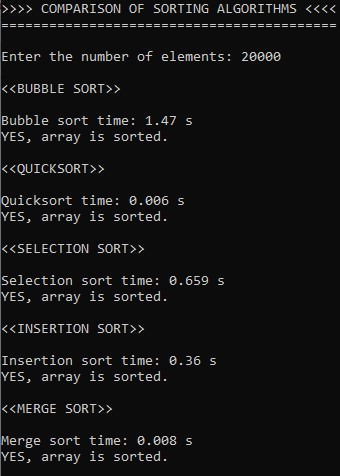 >>>> COMPARISON OF SORTING ALGORITHMS <<<<
==========================================
Enter the number of elements: 20000
<<BUBBLE SORT>>
Bubble sort time: 1.47 s
YES, array is sorted.
<<QUICKSORT>>
Quicksort time: 0.006 s
YES, array is sorted.
<<SELECTION SORT>>
Selection sort time: 0.659 s
YES, array is sorted.
<<INSERTION SORT>>
Insertion sort time: 0.36 s
YES, array is sorted.
<<MERGE SORT>>
Merge sort time: 0.008 s
YES, array is sorted.